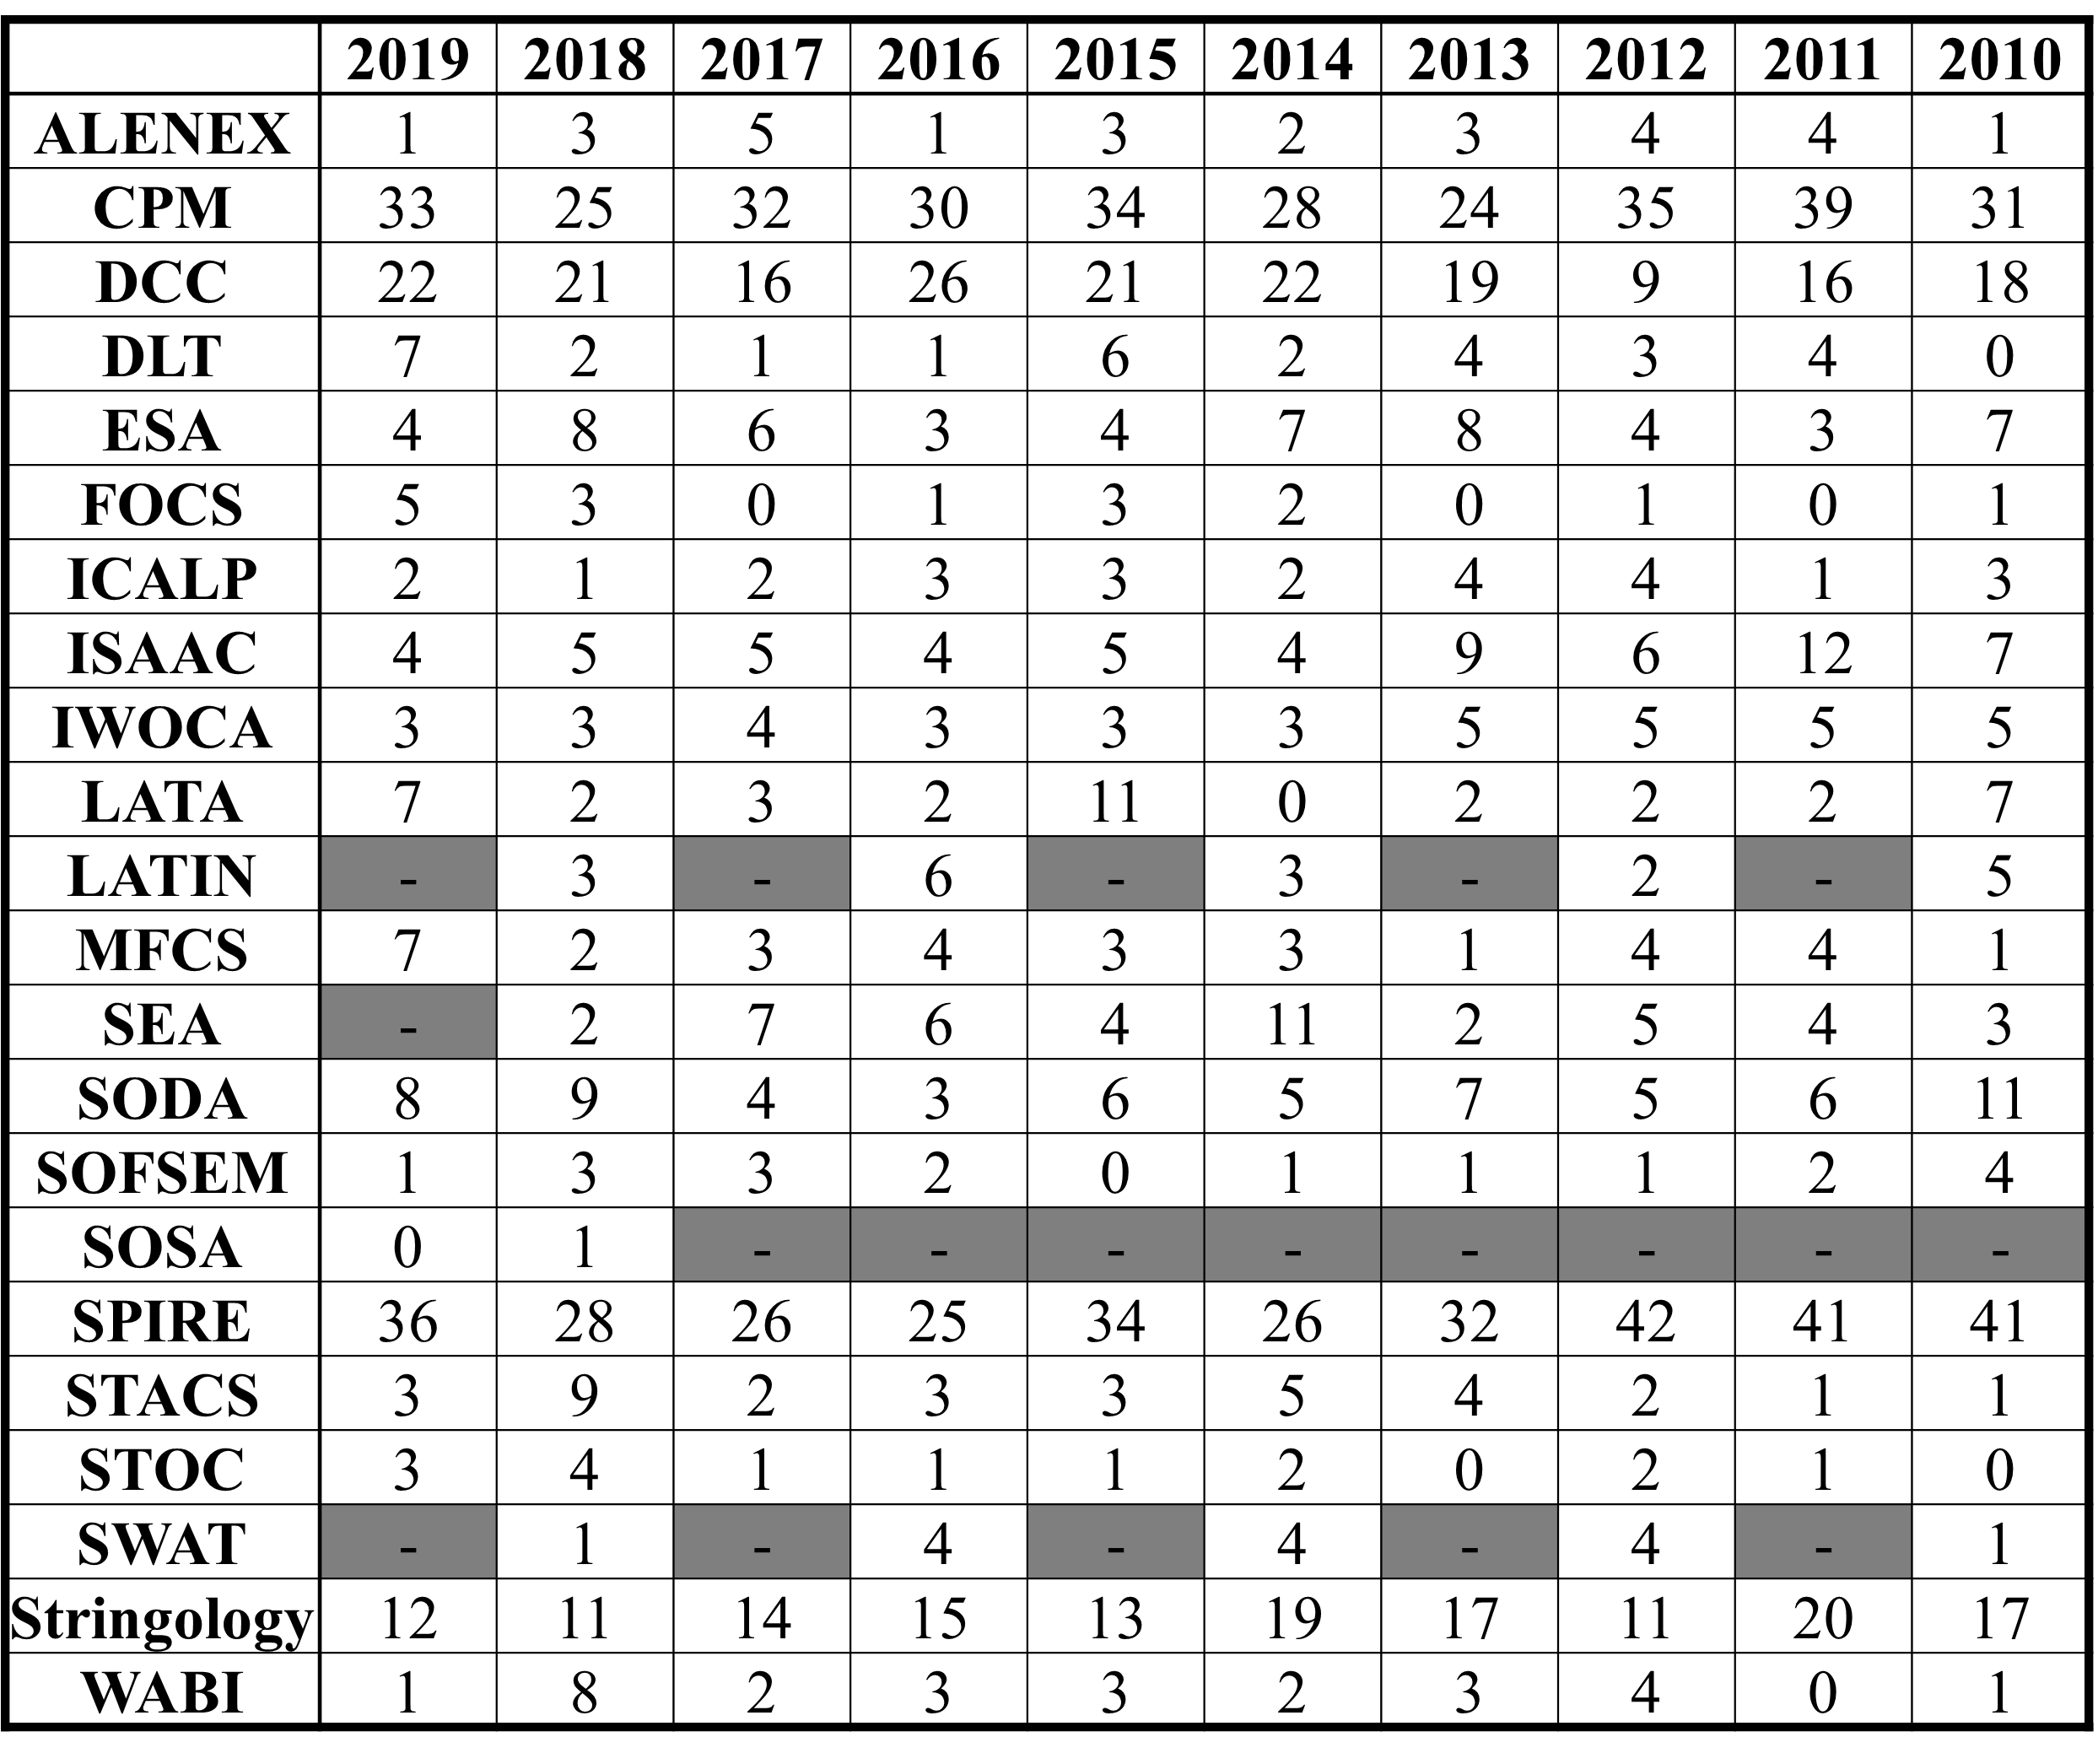 2019 2018 2017 2016 2015 2014 2013 2012 2011 2010
ALENEX 1 3 5 1 3 2 3 4 4 1
CPM 33 25 32 30 34 28 24 35 39 31
DCC 22 21 16 26 21 22 19 9 16 18
DLT 7 2 1 1 6 2 4 3 4 0
ESA 4 8 6 3 4 7 8 4 3 7
FOCS 5 3 0 1 3 2 0 1 0 1
ICALP 2 1 2 3 3 2 4 4 1 3
ISAAC 4 5 5 4 5 4 9 6 12 7
IWOCA 3 3 4 3 3 3 5 5 5 5
LATA 7 2 3 2 11 0 2 2 2 7
LATIN - 3 - 6 - 3 - 2 - 5
MFCS 7 2 3 4 3 3 1 4 4 1
SEA - 2 7 6 4 11 2 5 4 3
SODA 8 9 4 3 6 5 7 5 6 11
SOFSEM 1 3 3 2 0 1 1 1 2 4
SOSA 0 1 - - - - - - - -
SPIRE 36 28 26 25 34 26 32 42 41 41
STACS 3 9 2 3 3 5 4 2 1 1
STOC 3 4 1 1 1 2 0 2 1 0
SWAT - 1 - 4 - 4 - 4 - 1
Stringology 12 11 14 15 13 19 17 11 20 17
WABI 1 8 2 3 3 2 3 4 0 1